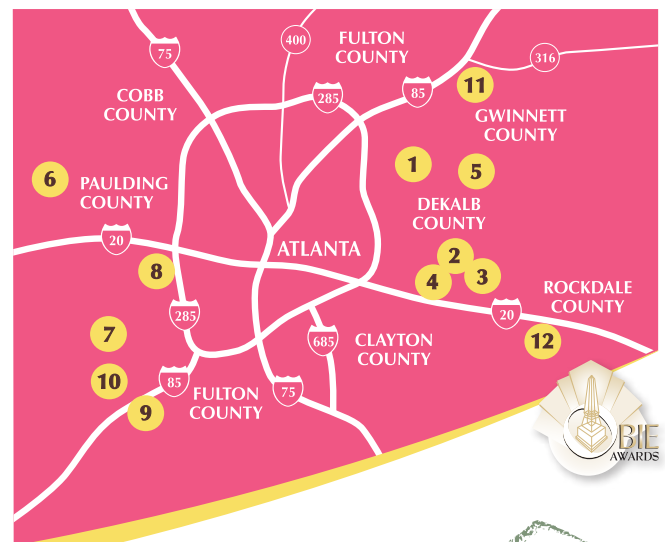 400
FULTON
COUNTY
75
316
COBB
COUNTY
285
85
11
GWINNETT
COUNTY
1
5
6
PAULDING
COUNTY
DEKALB
COUNTY
20
ATLANTA
2
8
4
3
ROCKDALE
COUNTY
285
20
7
685
CLAYTON
COUNTY
12
10
85
FULTON
COUNTY
75
9
OBIE
AWARDS